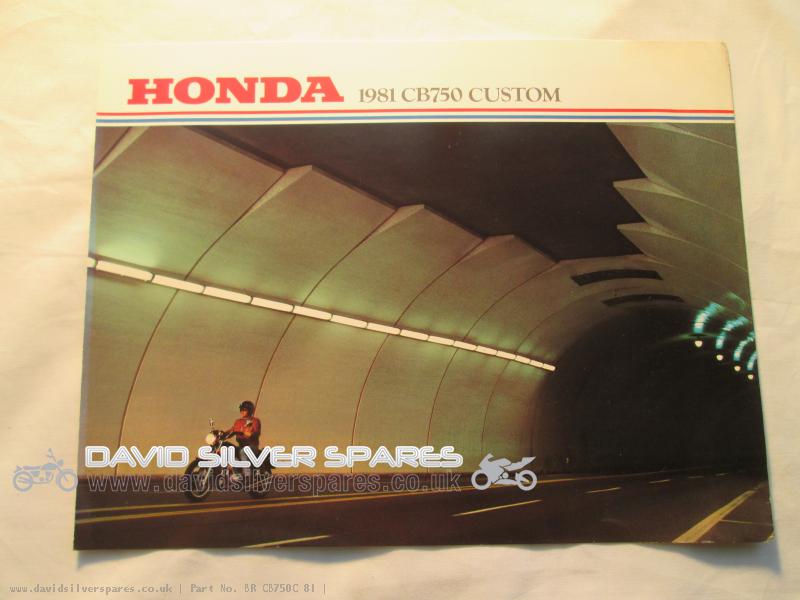 HONDA 1981 CB750 CUSTOM
DAVID SILVER SPARES
www.davidsilverspares.co.uk
www.davidsilverspares.co.uk | Part No. BR CB750C 81 |